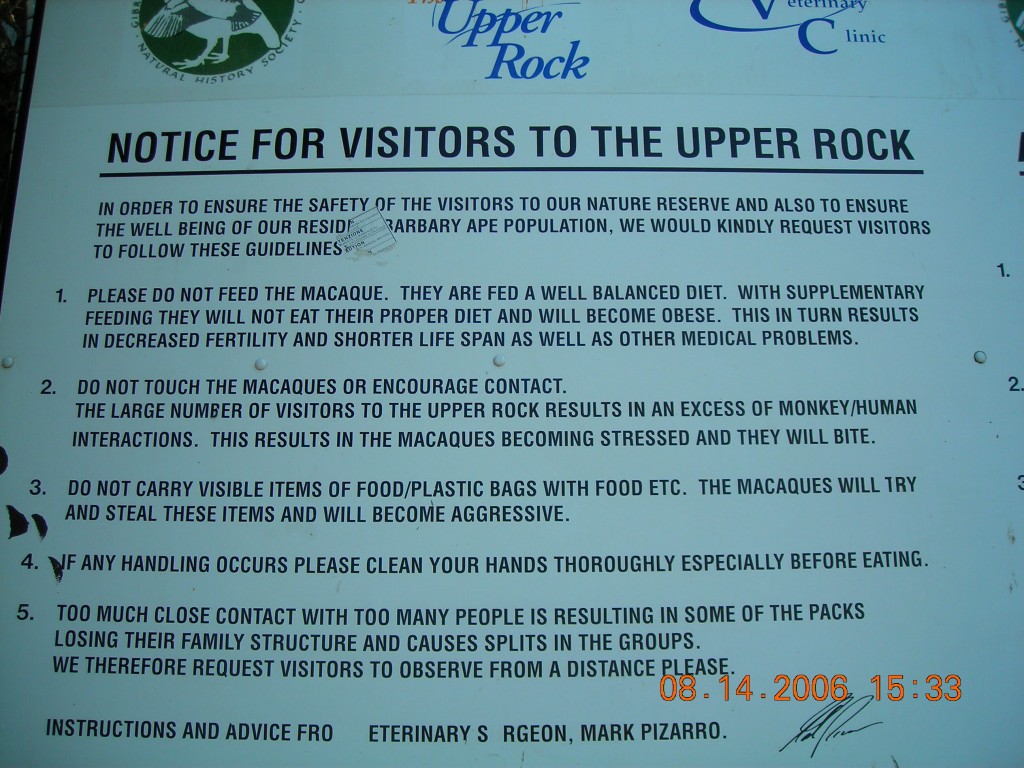 NATURAL HISTORY SOCIETY
The
Upper
Rock
Veterinary
Clinic
NOTICE FOR VISITORS TO THE UPPER ROCK
IN ORDER TO ENSURE THE SAFETY OF THE VISITORS TO OUR NATURE RESERVE AND ALSO TO ENSURE
THE WELL BEING OF OUR RESID ARBARY APE POPULATION, WE WOULD KINDLY REQUEST VISITORS
TO FOLLOW THESE GUIDELINES
1. PLEASE DO NOT FEED THE MACAQUE. THEY ARE FED A WELL BALANCED DIET. WITH SUPPLEMENTARY
FEEDING THEY WILL NOT EAT THEIR PROPER DIET AND WILL BECOME OBESE. THIS IN TURN RESULTS
IN DECREASED FERTILITY AND SHORTER LIFE SPAN AS WELL AS OTHER MEDICAL PROBLEMS.
2. DO NOT TOUCH THE MACAQUES OR ENCOURAGE CONTACT.
THE LARGE NUMBER OF VISITORS TO THE UPPER ROCK RESULTS IN AN EXCESS OF MONKEY/HUMAN
INTERACTIONS. THIS RESULTS IN THE MACAQUES BECOMING STRESSED AND THEY WILL BITE.
3. DO NOT CARRY VISIBLE ITEMS OF FOOD/PLASTIC BAGS WITH FOOD ETC. THE MACAQUES WILL TRY
AND STEAL THESE ITEMS AND WILL BECOME AGGRESSIVE.
4. IF ANY HANDLING OCCURS PLEASE CLEAN YOUR HANDS THOROUGHLY ESPECIALLY BEFORE EATING.
5. TOO MUCH CLOSE CONTACT WITH TOO MANY PEOPLE IS RESULTING IN SOME OF THE PACKS
LOSING THEIR FAMILY STRUCTURE AND CAUSES SPLITS IN THE GROUPS.
WE THEREFORE REQUEST VISITORS TO OBSERVE FROM A DISTANCE PLEASE.
INSTRUCTIONS AND ADVICE FRO ETERINARY S RGEON, MARK PIZARRO.
08.14.2006 15:33
1.
2.
3